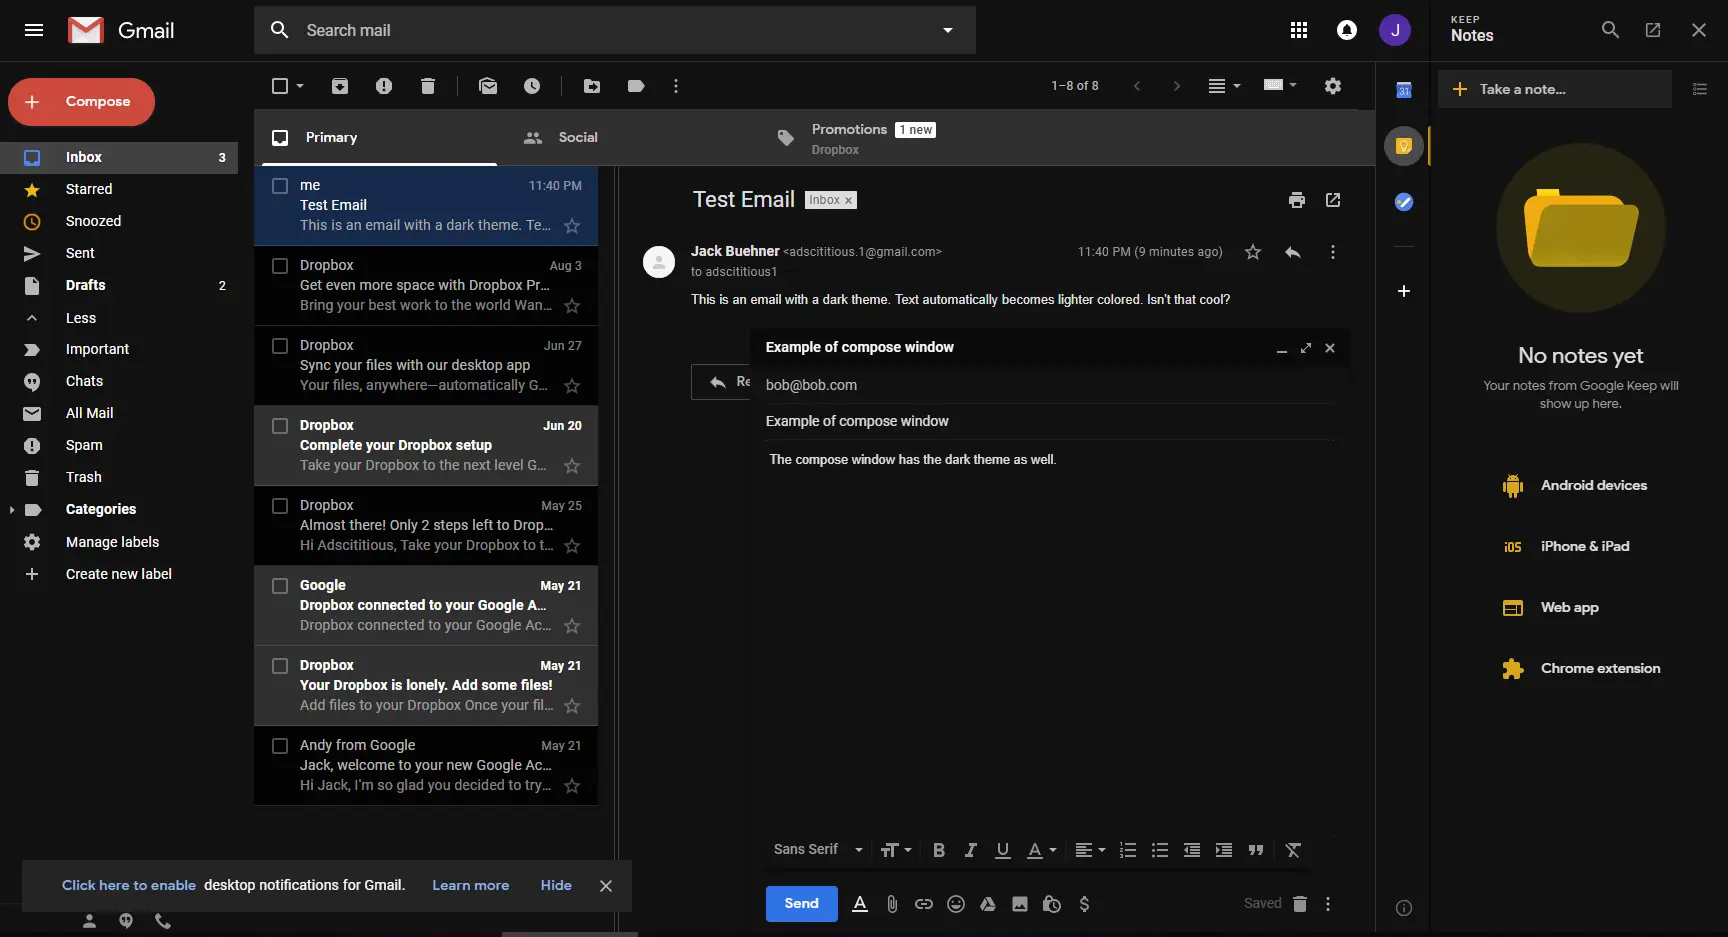 Gmail
Search mail
J
KEEP
Notes
Compose
Inbox 3
Starred
Snoozed
Sent
Drafts 2
Less
Important
Chats
All Mail
Spam
Trash
Categories
Manage labels
Create new label
1–8 of 8
Primary
Social
Promotions 1 new
Dropbox
me 11:40 PM
Test Email
This is an email with a dark theme. Te...
Dropbox Aug 3
Get even more space with Dropbox Pr...
Bring your best work to the world Wan...
Dropbox Jun 27
Sync your files with our desktop app
Your files, anywhere—automatically G...
Dropbox Jun 20
Complete your Dropbox setup
Take your Dropbox to the next level G...
Dropbox May 25
Almost there! Only 2 steps left to Drop...
Hi Adscititious, Take your Dropbox to t...
Google May 21
Dropbox connected to your Google A...
Dropbox connected to your Google Ac...
Dropbox May 21
Your Dropbox is lonely. Add some files!
Add files to your Dropbox Once your fil...
Andy from Google May 21
Jack, welcome to your new Google Ac...
Hi Jack, I'm so glad you decided to try...
Test Email Inbox ×
Jack Buehner <adscititious.1@gmail.com> 11:40 PM (9 minutes ago)
to adscititious1
This is an email with a dark theme. Text automatically becomes lighter colored. Isn't that cool?
Re
Example of compose window
bob@bob.com
Example of compose window
The compose window has the dark theme as well.
Sans Serif
Send
Saved
31
Take a note...
No notes yet
Your notes from Google Keep will
show up here.
Android devices
iOS iPhone & iPad
Web app
Chrome extension
Click here to enable desktop notifications for Gmail. Learn more Hide